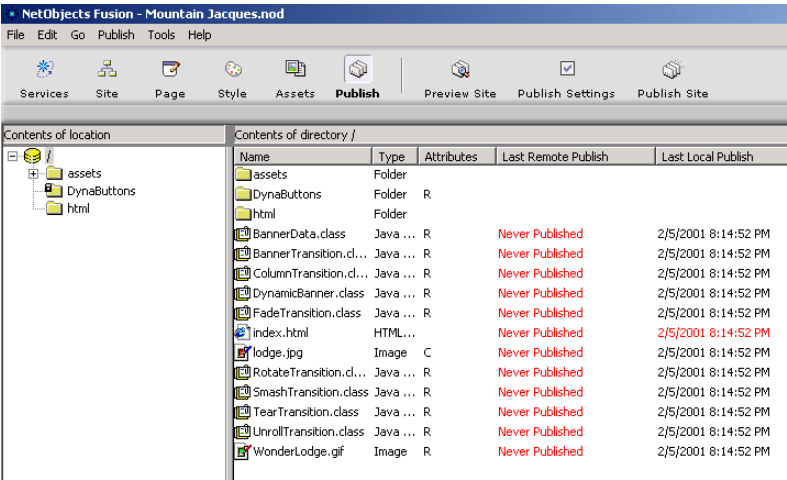 NetObjects Fusion - Mountain Jacques.nod
File Edit Go Publish Tools Help
Services Site Page Style Assets Publish Preview Site Publish Settings Publish Site
Contents of location
/
assets
DynaButtons
html
Contents of directory /
Name Type Attributes Last Remote Publish Last Local Publish
assets Folder
DynaButtons Folder R
html Folder
BannerData.class Java ... R Never Published 2/5/2001 8:14:52 PM
BannerTransition.cl... Java ... R Never Published 2/5/2001 8:14:52 PM
ColumnTransition.cl... Java ... R Never Published 2/5/2001 8:14:52 PM
DynamicBanner.class Java ... R Never Published 2/5/2001 8:14:52 PM
FadeTransition.class Java ... R Never Published 2/5/2001 8:14:52 PM
index.html HTML... Never Published 2/5/2001 8:14:52 PM
lodge.jpg Image C Never Published 2/5/2001 8:14:52 PM
RotateTransition.cl... Java ... R Never Published 2/5/2001 8:14:52 PM
SmashTransition.class Java ... R Never Published 2/5/2001 8:14:52 PM
TearTransition.class Java ... R Never Published 2/5/2001 8:14:52 PM
UnrollTransition.class Java ... R Never Published 2/5/2001 8:14:52 PM
WonderLodge.gif Image R Never Published 2/5/2001 8:14:52 PM